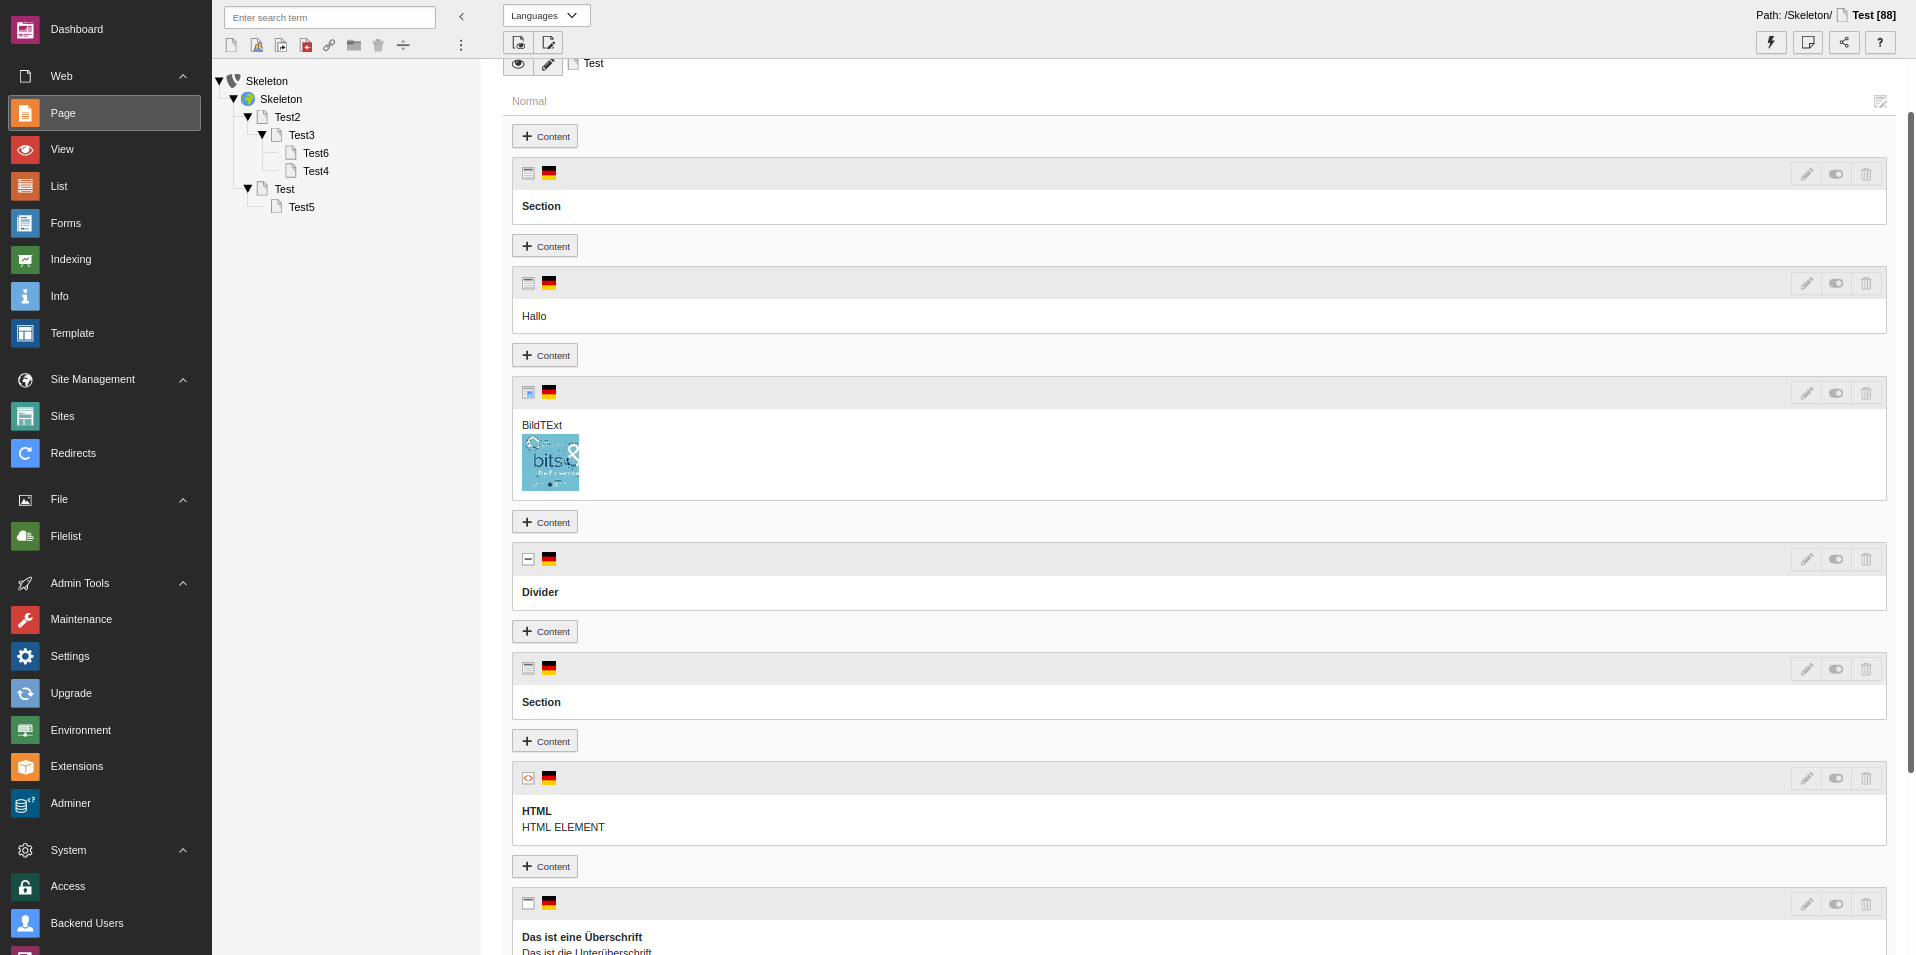 Dashboard
Web
Page
View
List
Forms
Indexing
Info
Template
Site Management
Sites
Redirects
File
Filelist
Admin Tools
Maintenance
Settings
Upgrade
Environment
Extensions
Adminer
System
Access
Backend Users
Enter search term
Skeleton
Skeleton
Test2
Test3
Test6
Test4
Test
Test5
Languages
Path: /Skeleton/ Test [88]
?
Test
Normal
+ Content
Section
+ Content
Hallo
+ Content
BildTExt
bits &
+ Content
Divider
+ Content
Section
+ Content
HTML
HTML ELEMENT
+ Content
Das ist eine Überschrift
Das ist die Unterüberschrift